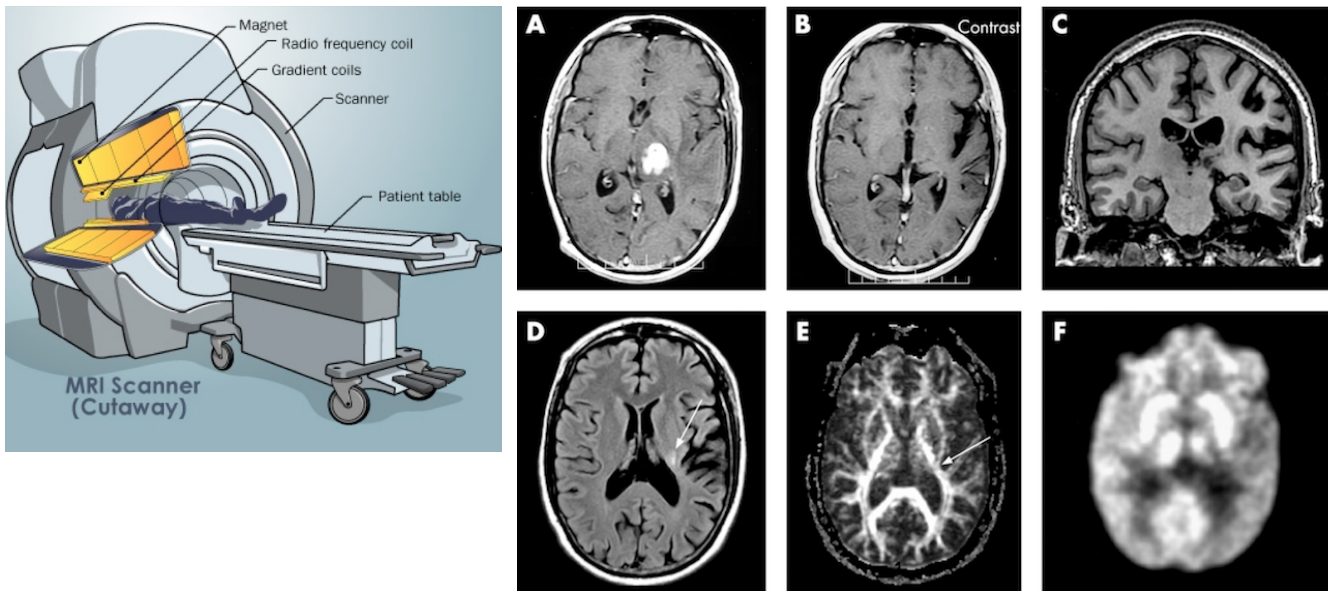 Magnet
Radio frequency coil
Gradient coils
Scanner
Patient table
MRI Scanner
(Cutaway)
A
B
Contrast
C
D
E
F